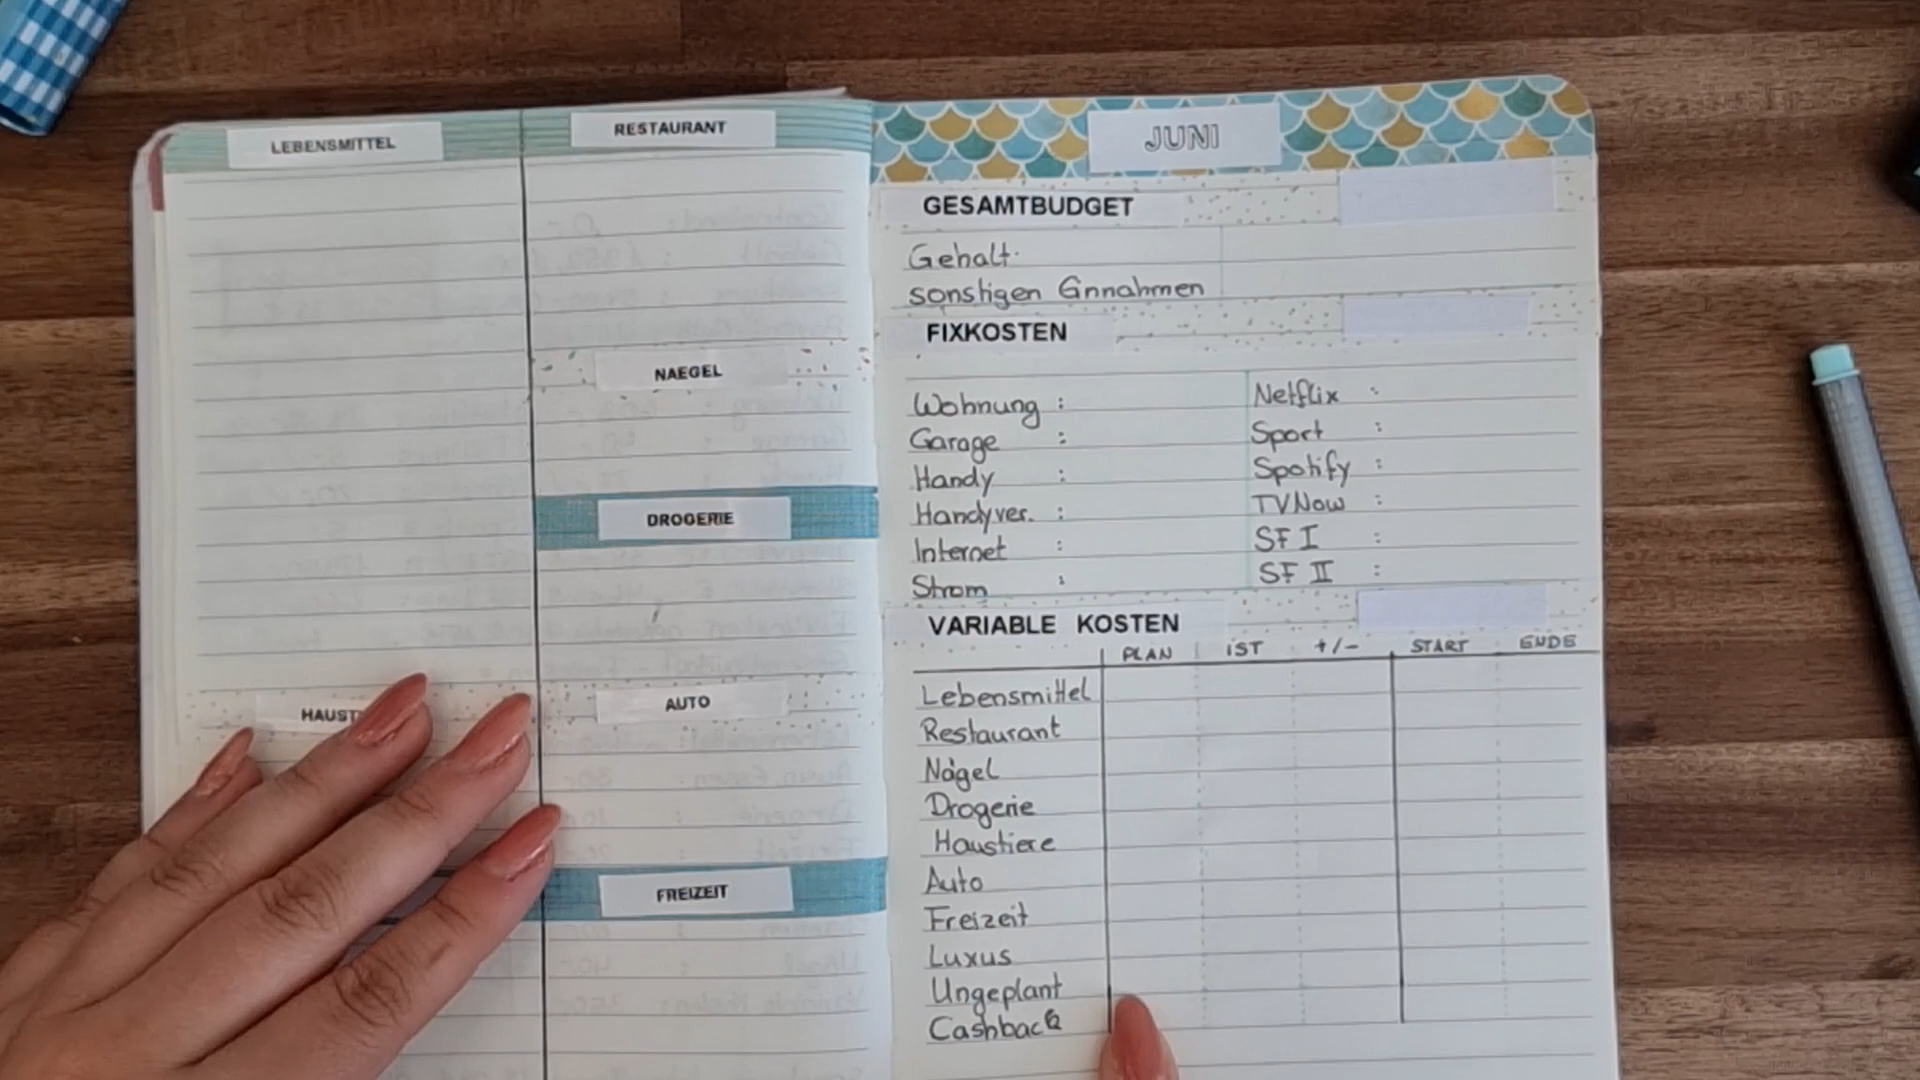 LEBENSMITTEL
RESTAURANT
NAEGEL
DROGERIE
HAUST
AUTO
FREIZEIT
JUNI
GESAMTBUDGET
Gehalt
sonstigen Einnahmen
FIXKOSTEN
Wohnung : Netflix :
Garage : Sport :
Handy : Spotify :
Handyver. : TVNow :
Internet : SF I :
Strom : SF II :
VARIABLE KOSTEN
PLAN IST +/- START ENDE
Lebensmittel
Restaurant
Nägel
Drogerie
Haustiere
Auto
Freizeit
Luxus
Ungeplant
Cashback